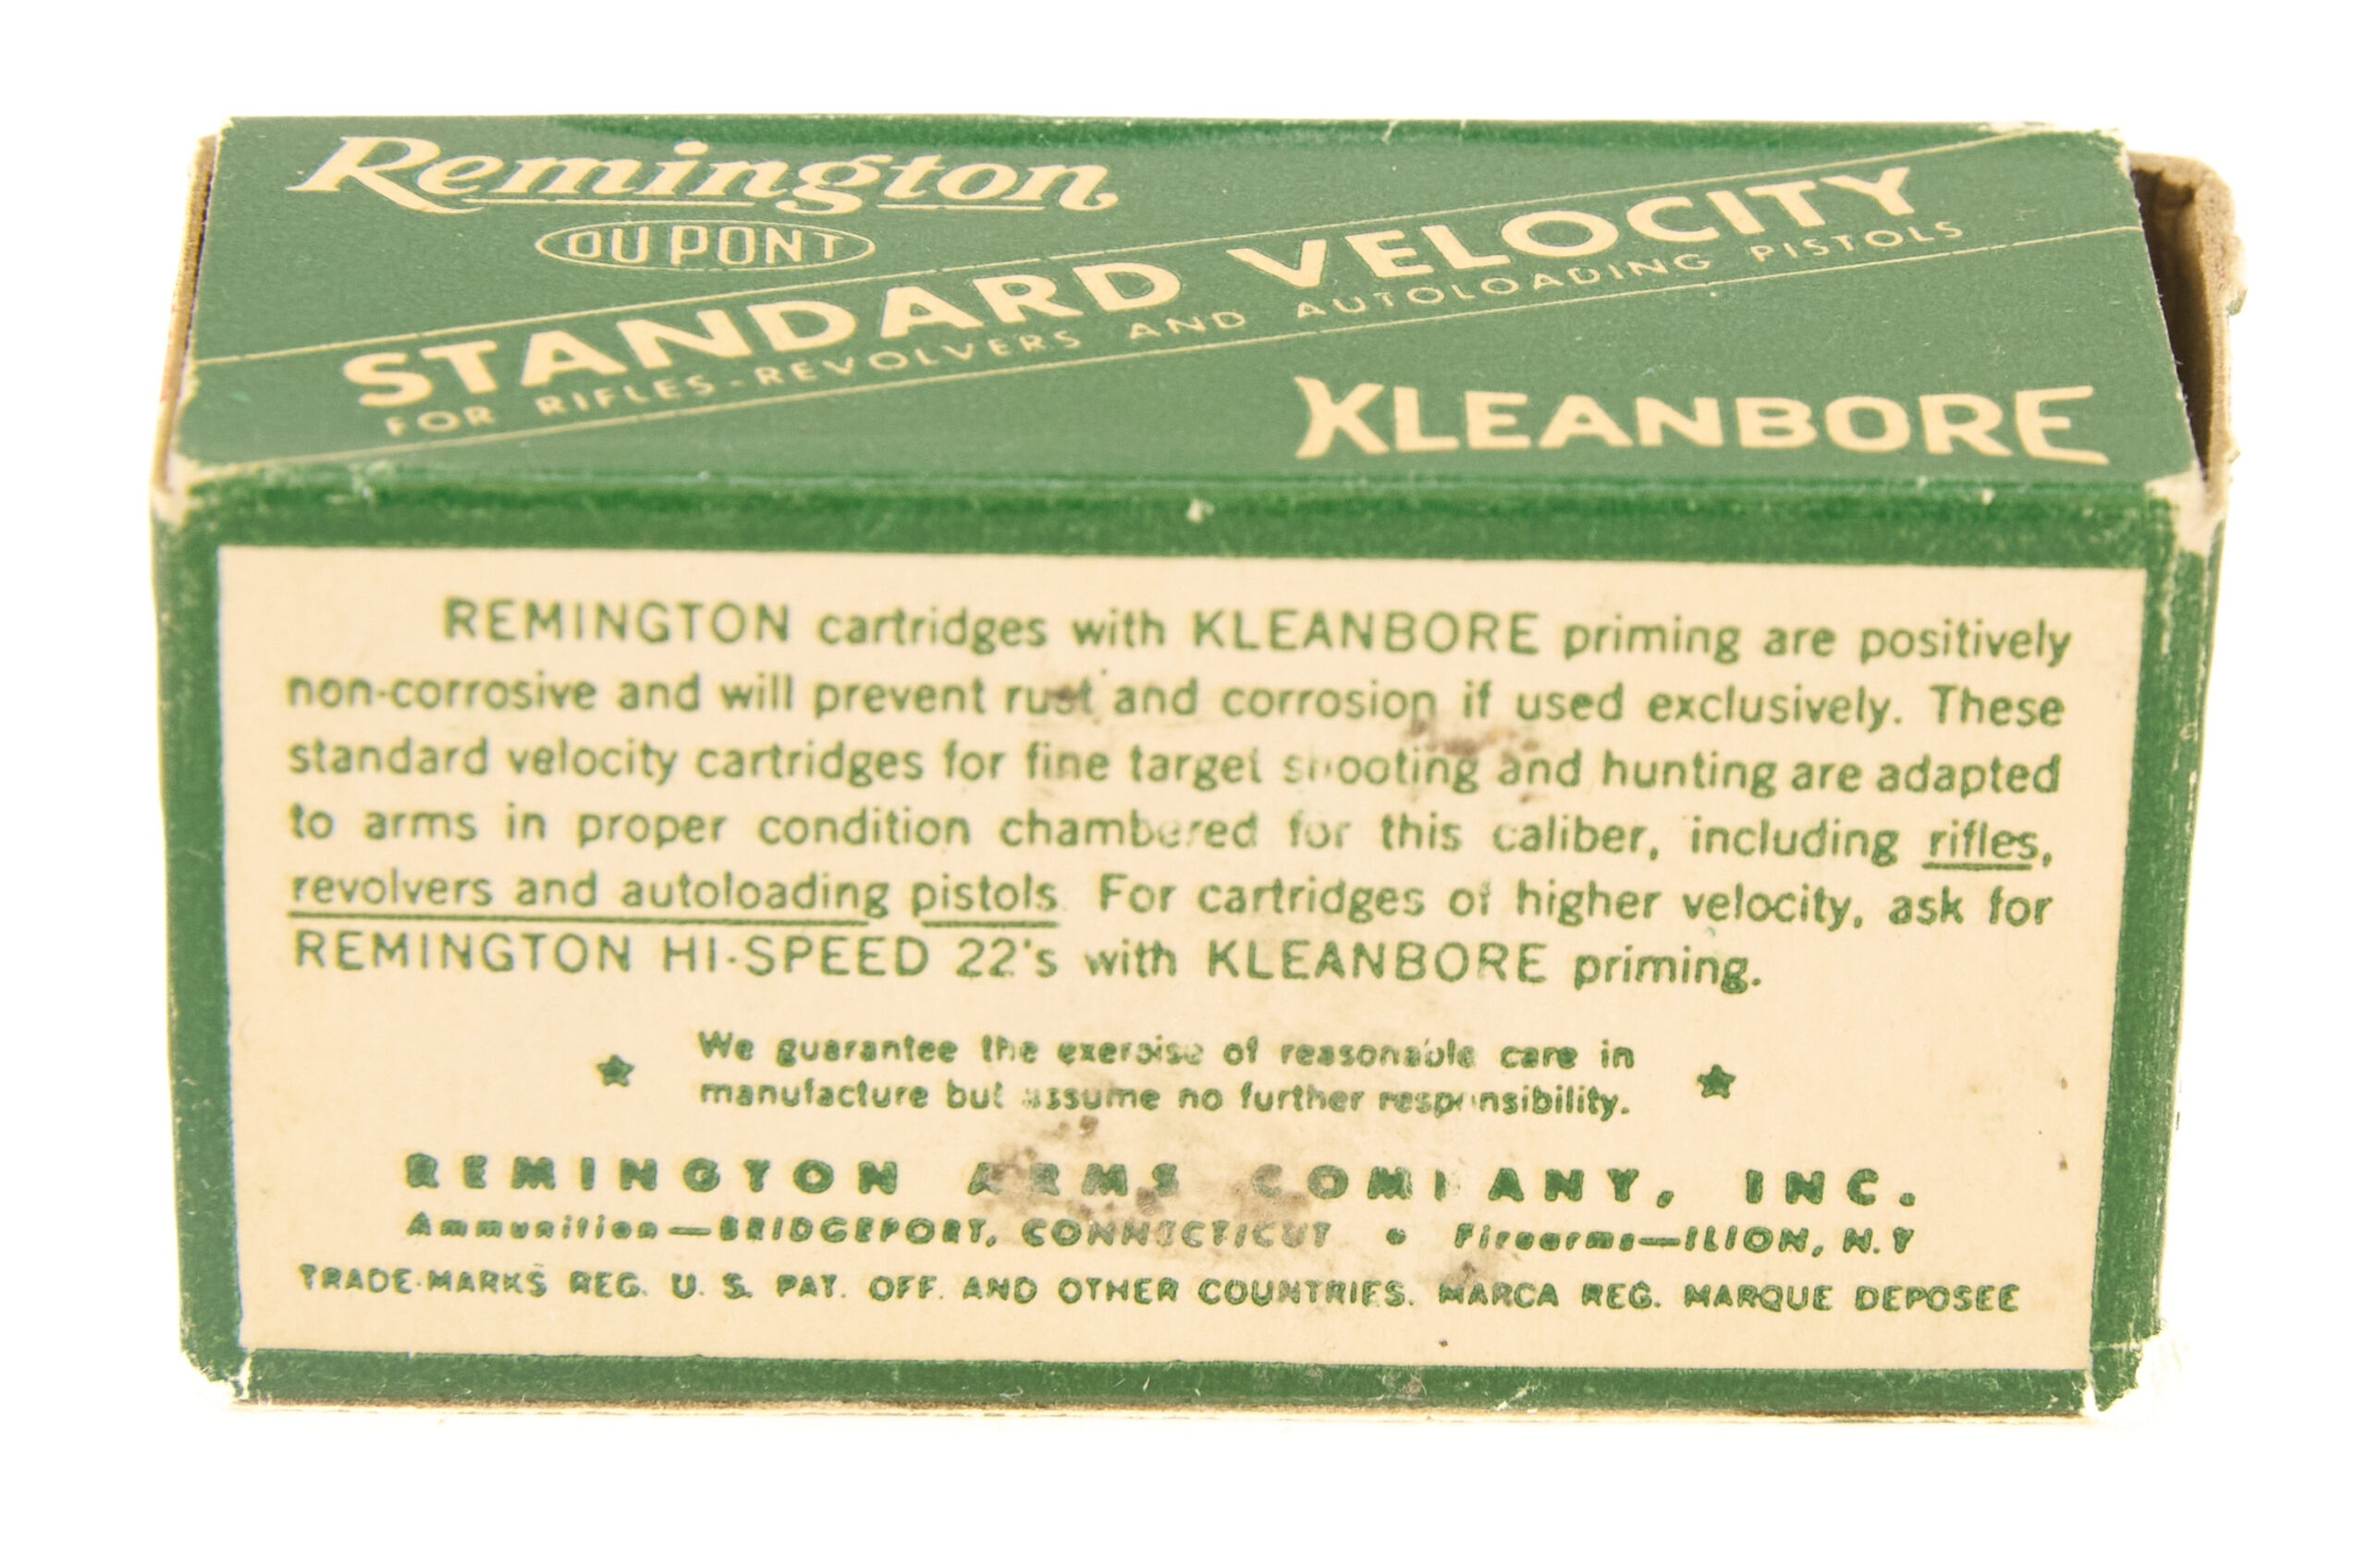 Remington
DU PONT
STANDARD VELOCITY
FOR RIFLES-REVOLVERS AND AUTOLOADING PISTOLS
KLEANBORE
REMINGTON cartridges with KLEANBORE priming are positively
non-corrosive and will prevent rust and corrosion if used exclusively. These
standard velocity cartridges for fine target shooting and hunting are adapted
to arms in proper condition chambered for this caliber, including rifles,
revolvers and autoloading pistols. For cartridges of higher velocity, ask for
REMINGTON HI-SPEED 22's with KLEANBORE priming.
We guarantee the exercise of reasonable care in
manufacture but assume no further responsibility.
REMINGTON ARMS COMPANY, INC.
Ammunition—BRIDGEPORT, CONNECTICUT • Firearms—ILION, N.Y
TRADE-MARKS REG. U. S. PAT. OFF. AND OTHER COUNTRIES. MARCA REG. MARQUE DEPOSEE